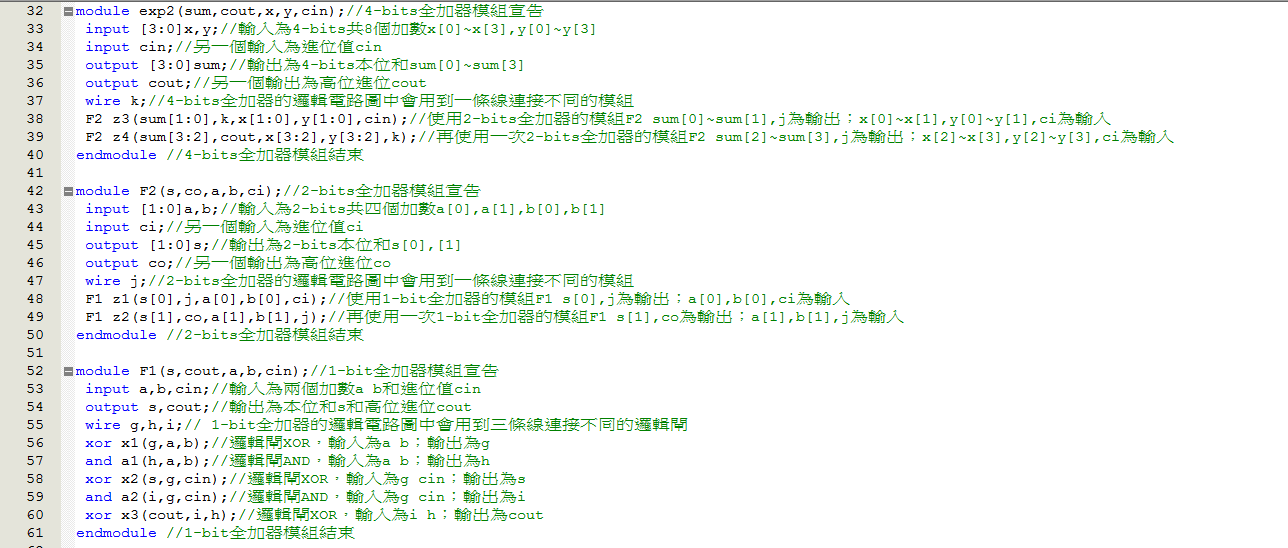 32 module exp2(sum,cout,x,y,cin);//4-bits全加器模組宣告
33 input [3:0]x,y;//輸入為4-bits共8個加數x[0]~x[3],y[0]~y[3]
34 input cin;//另一個輸入為進位值cin
35 output [3:0]sum;//輸出為4-bits本位和sum[0]~sum[3]
36 output cout;//另一個輸出為高位進位cout
37 wire k;//4-bits全加器的邏輯電路圖中會用到一條線連接不同的模組
38 F2 z3(sum[1:0],k,x[1:0],y[1:0],cin);//使用2-bits全加器的模組F2 sum[0]~sum[1],j為輸出；x[0]~x[1],y[0]~y[1],ci為輸入
39 F2 z4(sum[3:2],cout,x[3:2],y[3:2],k);//再使用一次2-bits全加器的模組F2 sum[2]~sum[3],j為輸出；x[2]~x[3],y[2]~y[3],ci為輸入
40 endmodule //4-bits全加器模組結束
41
42 module F2(s,co,a,b,ci);//2-bits全加器模組宣告
43 input [1:0]a,b;//輸入為2-bits共四個加數a[0],a[1],b[0],b[1]
44 input ci;//另一個輸入為進位值ci
45 output [1:0]s;//輸出為2-bits本位和s[0],[1]
46 output co;//另一個輸出為高位進位co
47 wire j;//2-bits全加器的邏輯電路圖中會用到一條線連接不同的模組
48 F1 z1(s[0],j,a[0],b[0],ci);//使用1-bit全加器的模組F1 s[0],j為輸出；a[0],b[0],ci為輸入
49 F1 z2(s[1],co,a[1],b[1],j);//再使用一次1-bit全加器的模組F1 s[1],co為輸出；a[1],b[1],j為輸入
50 endmodule //2-bits全加器模組結束
51
52 module F1(s,cout,a,b,cin);//1-bit全加器模組宣告
53 input a,b,cin;//輸入為兩個加數a b和進位值cin
54 output s,cout;//輸出為本位和s和高位進位cout
55 wire g,h,i;// 1-bit全加器的邏輯電路圖中會用到三條線連接不同的邏輯閘
56 xor x1(g,a,b);//邏輯閘XOR，輸入為a b；輸出為g
57 and a1(h,a,b);//邏輯閘AND，輸入為a b；輸出為h
58 xor x2(s,g,cin);//邏輯閘XOR，輸入為g cin；輸出為s
59 and a2(i,g,cin);//邏輯閘AND，輸入為g cin；輸出為i
60 xor x3(cout,i,h);//邏輯閘XOR，輸入為i h；輸出為cout
61 endmodule //1-bit全加器模組結束